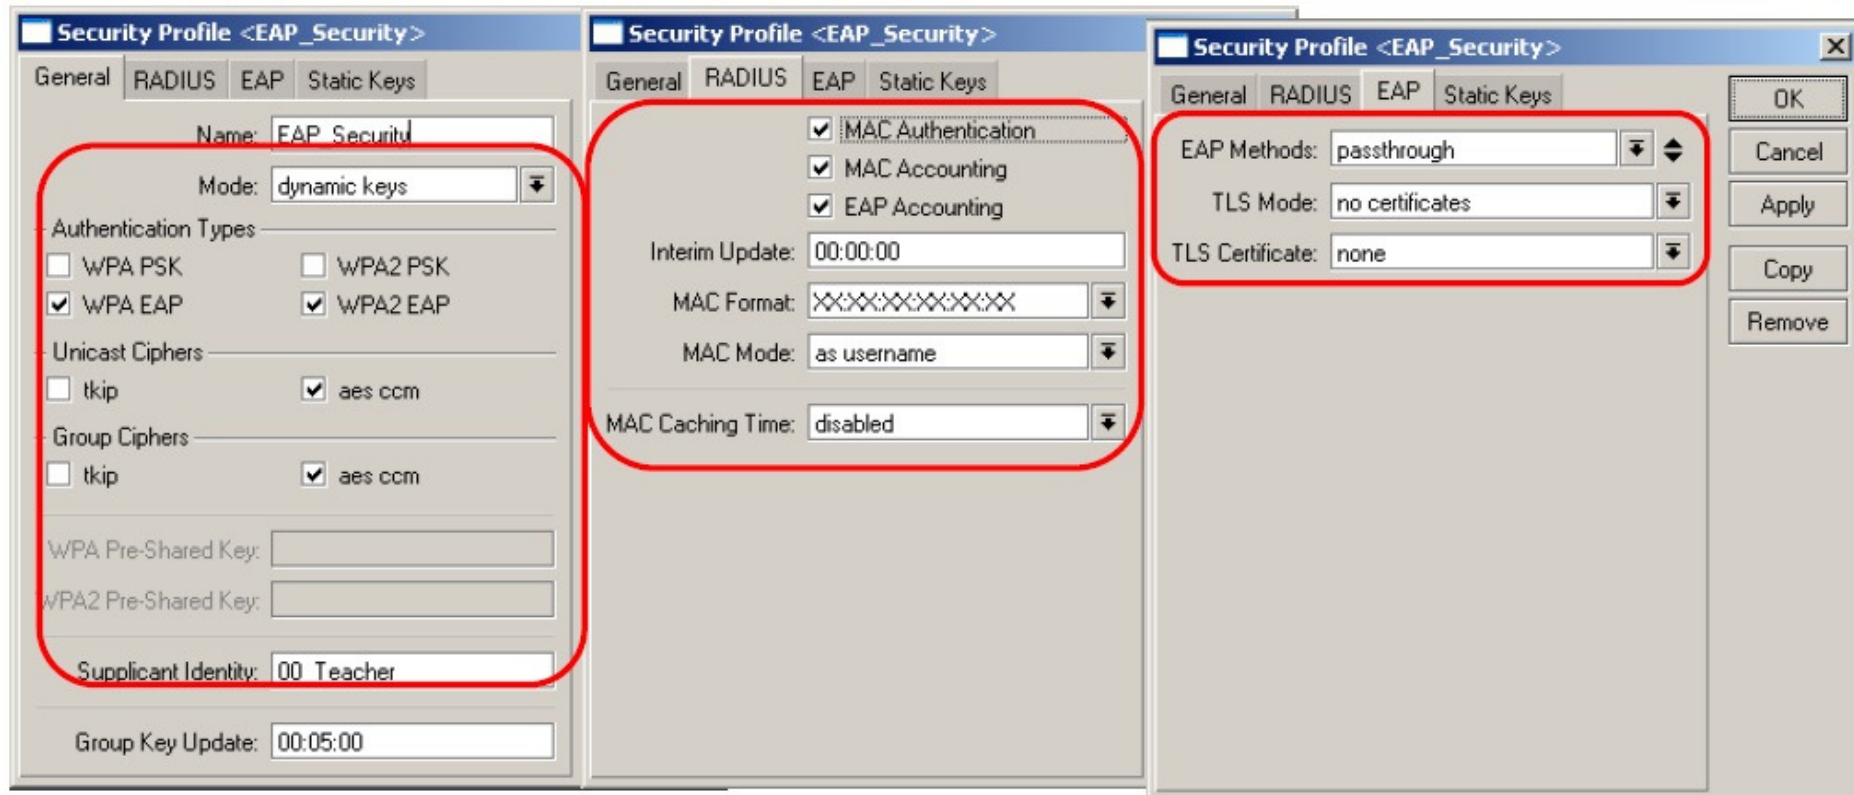 Security Profile <EAP_Security>
General RADIUS EAP Static Keys
Name: EAP_Security
Mode: dynamic keys
Authentication Types
WPA PSK WPA2 PSK
WPA EAP WPA2 EAP
Unicast Ciphers
tkip aes ccm
Group Ciphers
tkip aes ccm
WPA Pre-Shared Key:
WPA2 Pre-Shared Key:
Supplicant Identity: 00_Teacher
Group Key Update: 00:05:00
Security Profile <EAP_Security>
General RADIUS EAP Static Keys
MAC Authentication
MAC Accounting
EAP Accounting
Interim Update: 00:00:00
MAC Format: XX:XX:XX:XX:XX:XX
MAC Mode: as username
MAC Caching Time: disabled
Security Profile <EAP_Security>
General RADIUS EAP Static Keys
EAP Methods: passthrough
TLS Mode: no certificates
TLS Certificate: none
OK
Cancel
Apply
Copy
Remove